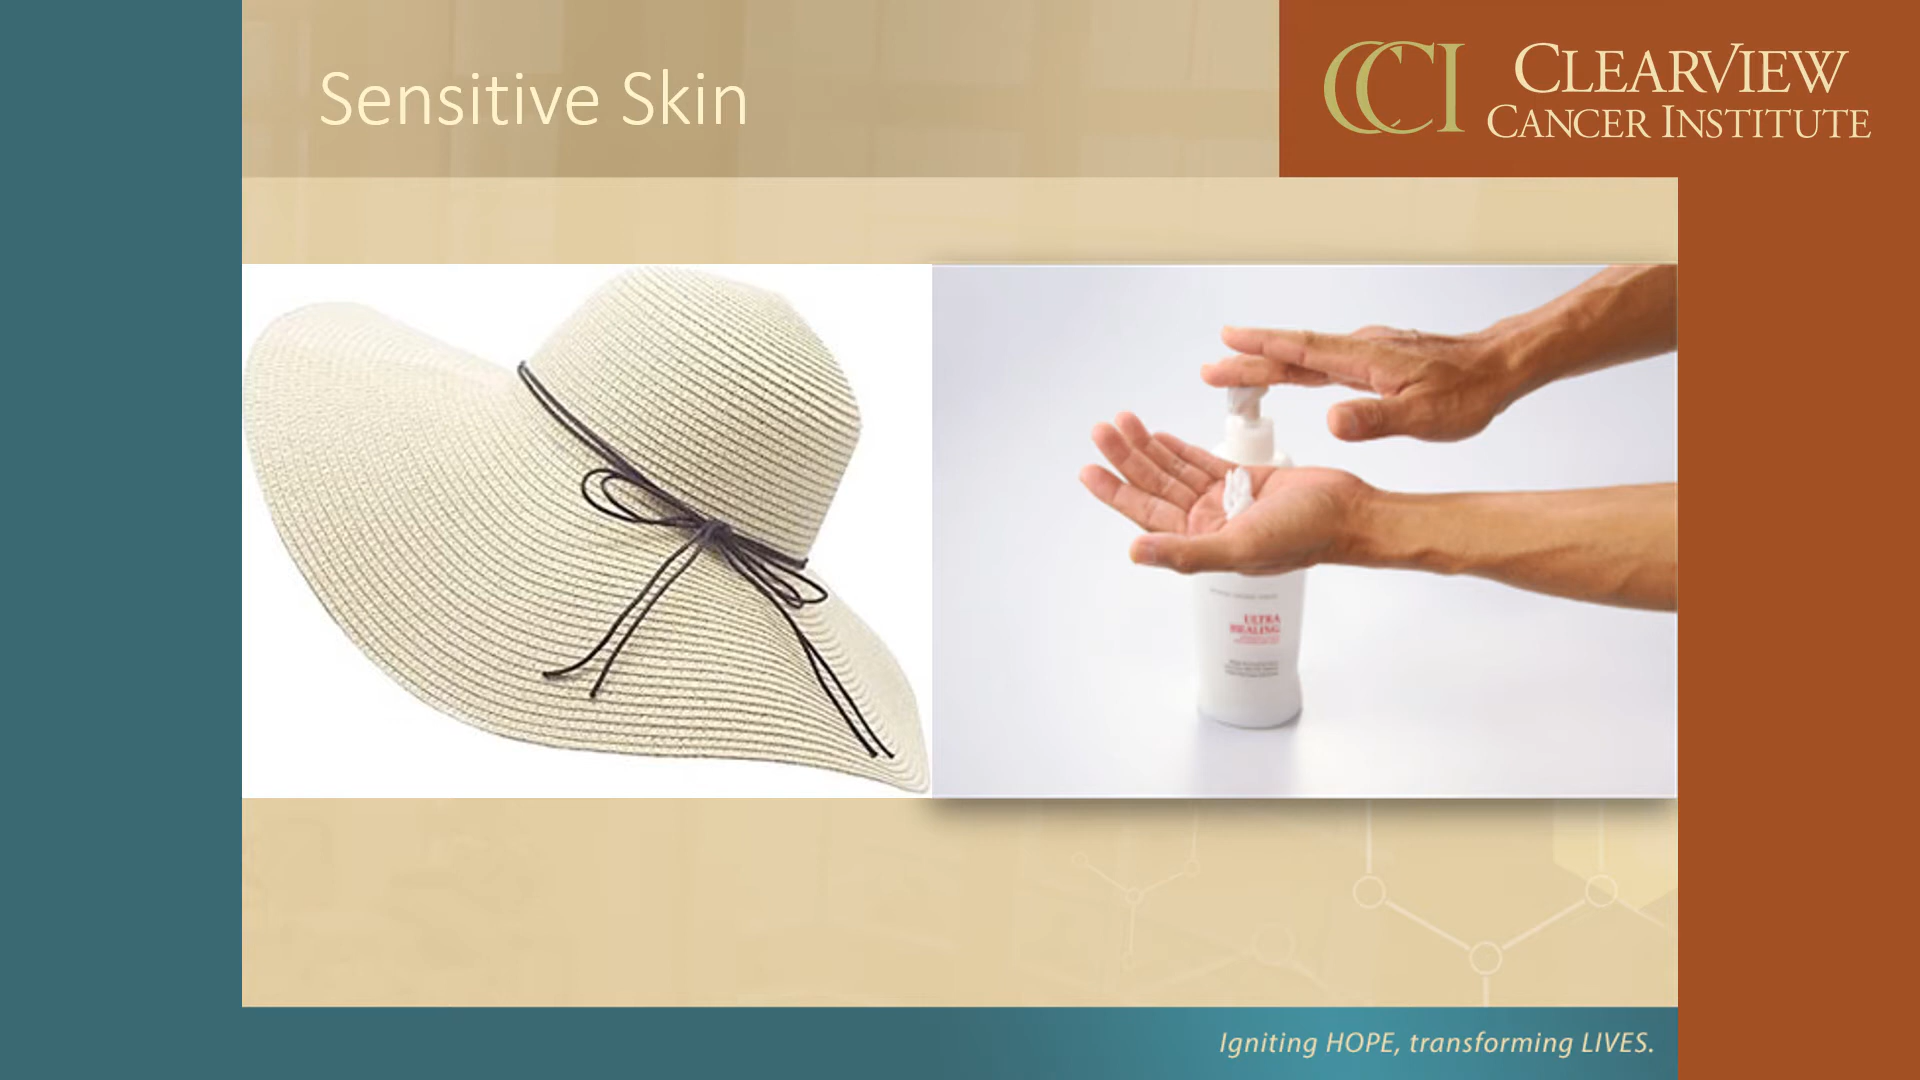 Sensitive Skin
CCI
CLEARVIEW
CANCER INSTITUTE
ULTRA
HEALING
Igniting HOPE, transforming LIVES.